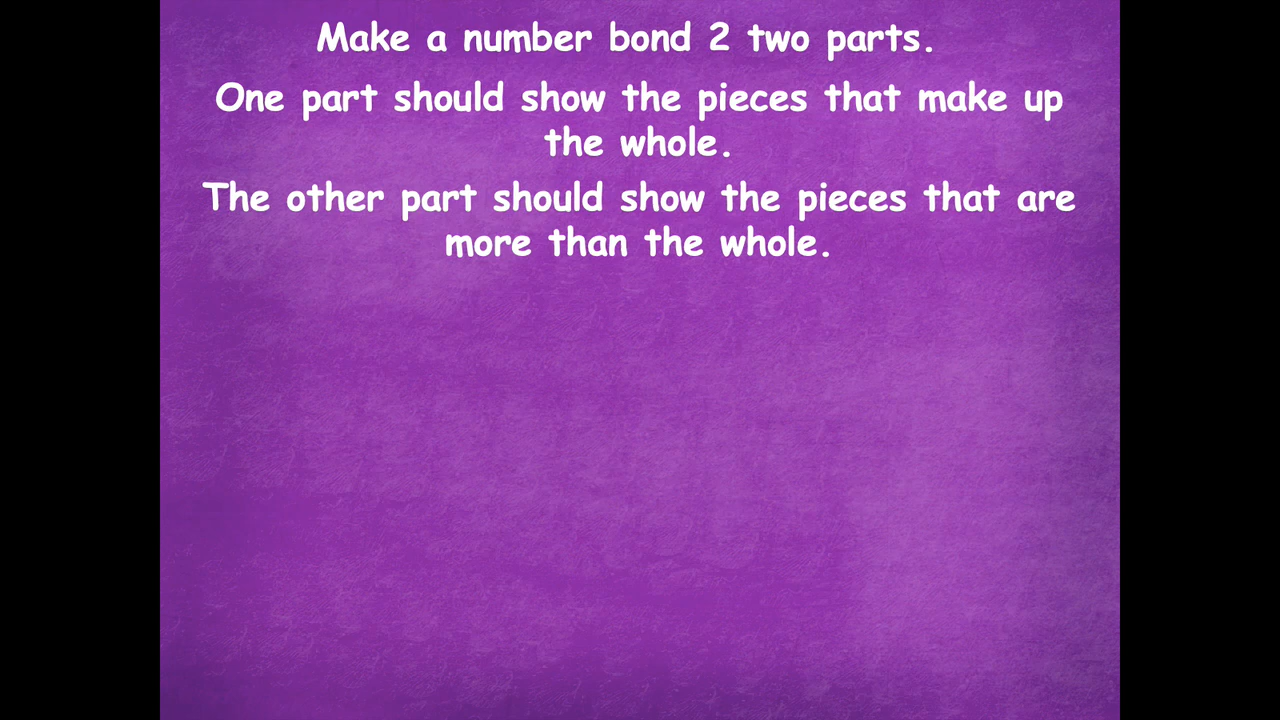 Make a number bond 2 two parts.
One part should show the pieces that make up
the whole.
The other part should show the pieces that are
more than the whole.